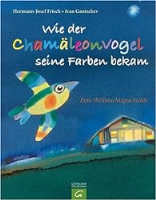 Hermann-Josef Frisch • Ivan Gantschev
Wie der
Chamäleonvogel
seine Farben bekam
Eine Weihnachtsgeschichte